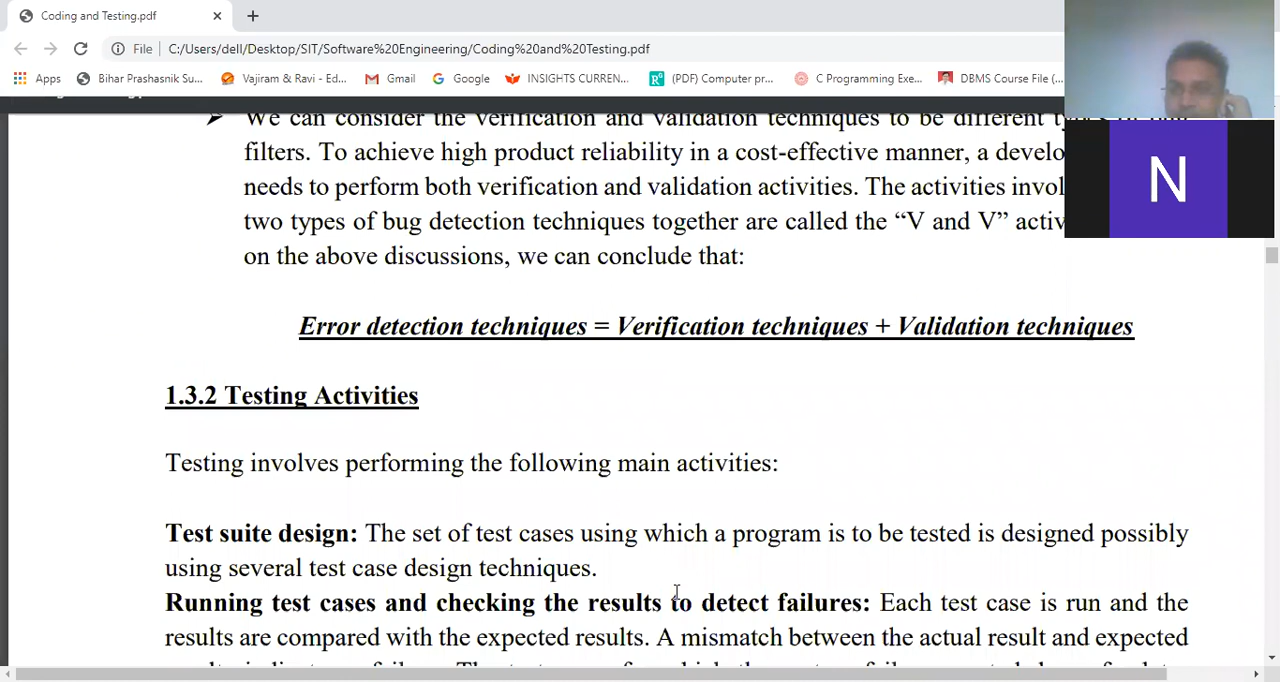 Coding and Testing.pdf
File | C:/Users/dell/Desktop/SIT/Software%20Engineering/Coding%20and%20Testing.pdf
Apps Bihar Prashasnik Su... Vajiram & Ravi - Ed... Gmail Google INSIGHTS CURREN... (PDF) Computer pr... C Programming Exe... DBMS Course File (...
➤ We can consider the verification and validation techniques to be different types of
filters. To achieve high product reliability in a cost-effective manner, a develo
needs to perform both verification and validation activities. The activities invol
two types of bug detection techniques together are called the “V and V” activ
on the above discussions, we can conclude that:
Error detection techniques = Verification techniques + Validation techniques
1.3.2 Testing Activities
Testing involves performing the following main activities:
Test suite design: The set of test cases using which a program is to be tested is designed possibly
using several test case design techniques.
Running test cases and checking the results to detect failures: Each test case is run and the
results are compared with the expected results. A mismatch between the actual result and expected
N